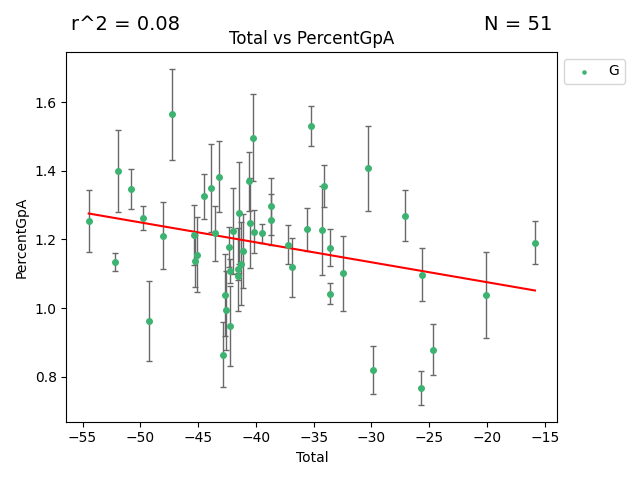 r^2 = 0.08
N = 51
Total vs PercentGpA
G
PercentGpA
1.6
1.4
1.2
1.0
0.8
−55 −50 −45 −40 −35 −30 −25 −20 −15
Total